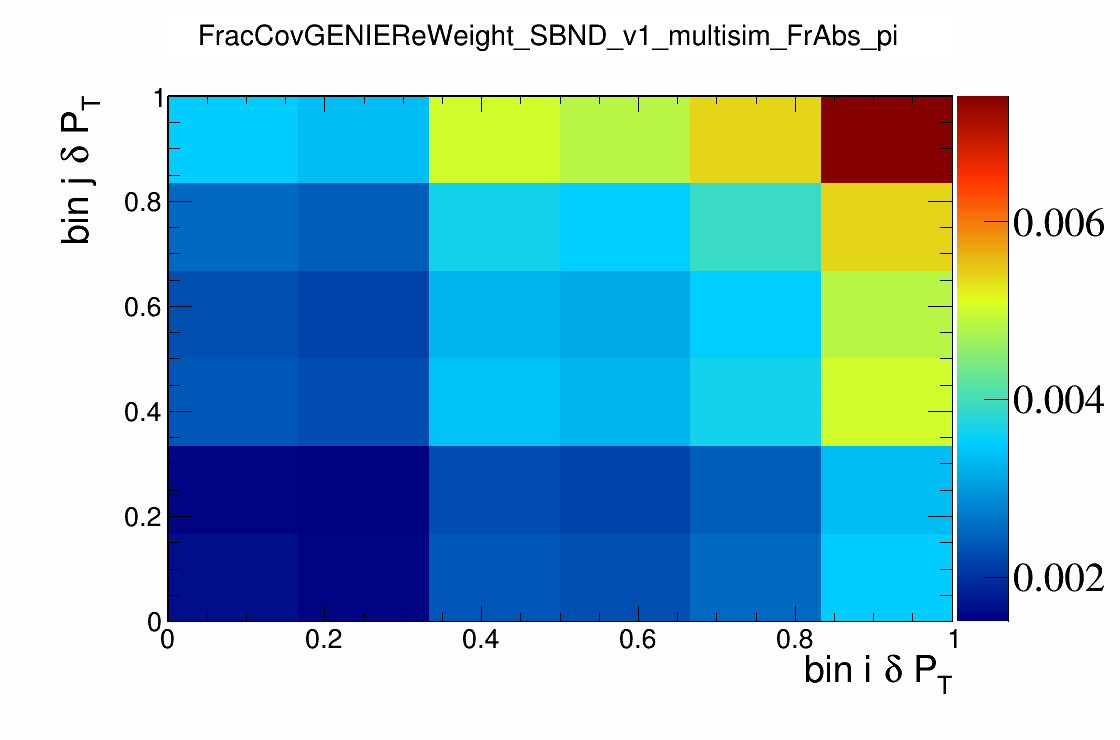 FracCovGENIEReWeight_SBND_v1_multisim_FrAbs_pi
bin j δ P_T
1
0.8
0.6
0.4
0.2
0
0 0.2 0.4 0.6 0.8 1
bin i δ P_T
0.006
0.004
0.002